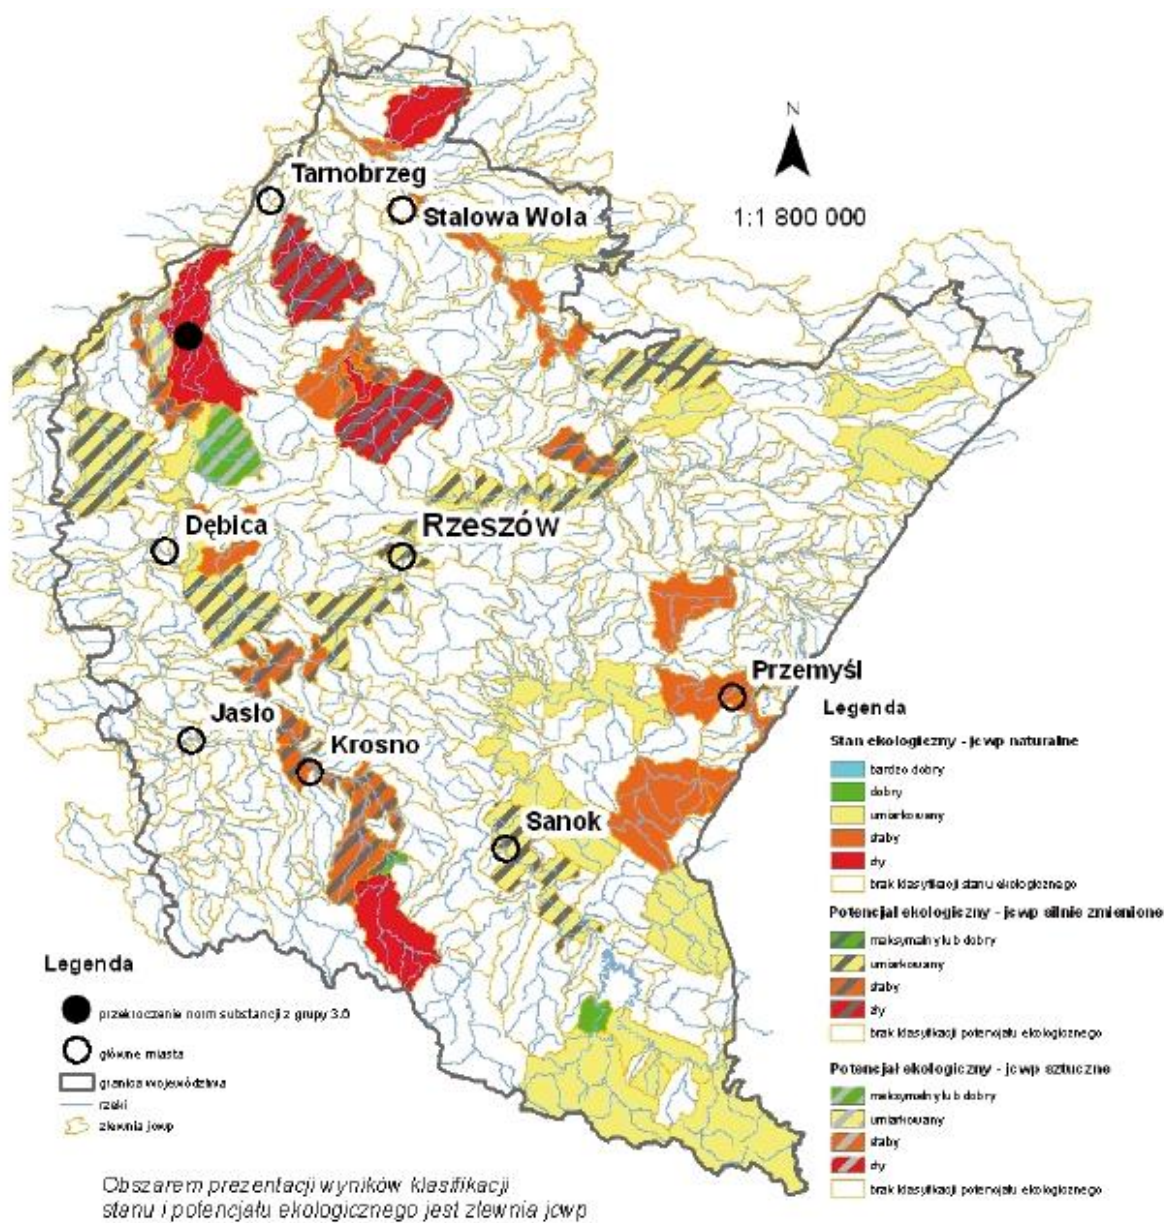 N
Tarnobrzeg
Stalowa Wola
1:1 800 000
Dębica
Rzeszów
Przemyśl
Jasło
Krosno
Sanok
Legenda
Stan ekologiczny - jcwp naturalne
bardzo dobry
dobry
umiarkowany
słaby
zły
brak klasyfikacji stanu ekologicznego
Potencjał ekologiczny - jcwp silnie zmienione
maksymalny lub dobry
umiarkowany
słaby
zły
brak klasyfikacji potencjału ekologicznego
Potencjał ekologiczny - jcwp sztuczne
maksymalny lub dobry
umiarkowany
słaby
zły
brak klasyfikacji potencjału ekologicznego
Legenda
przekroczenie norm substancji z grupy 3.6
główne miasta
granica województwa
rzeki
zlewnia jcwp
Obszarem prezentacji wyników klasyfikacji
stanu i potencjału ekologicznego jest zlewnia jcwp